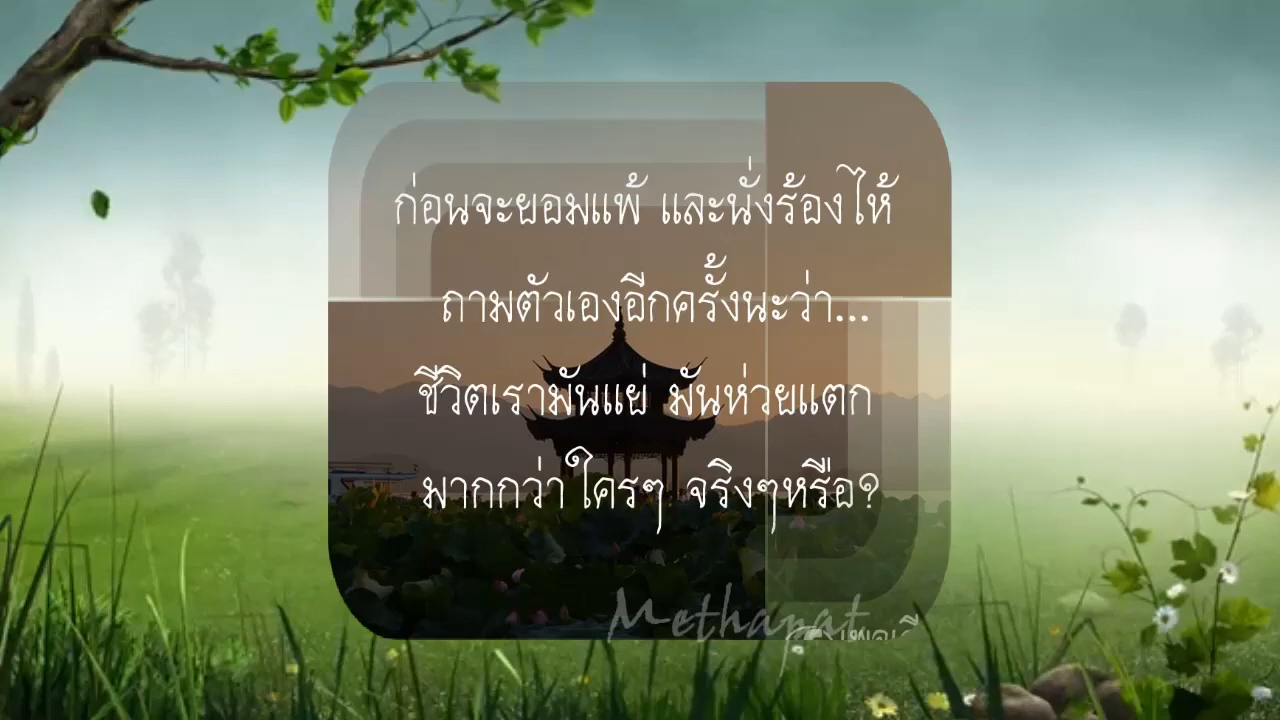 ก่อนจะยอมแพ้ และนั่งร้องไห้
ถามตัวเองอีกครั้งนะว่า...
ชีวิตเรามันแย่ มันห่วยแตก
มากกว่าใครๆ จริงๆหรือ?
Methapat